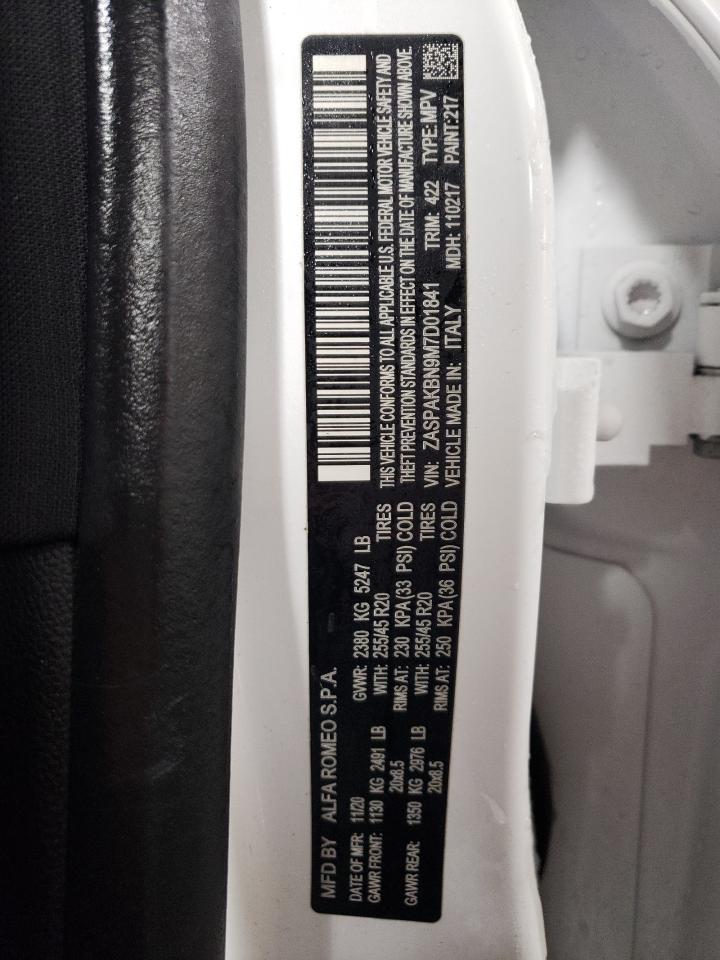 MFD BY ALFA ROMEO S.P.A.
DATE OF MFR: 11/20 GVWR: 2380 KG 5247 LB
GAWR FRONT: 1130 KG 2491 LB WITH: 255/45 R20 TIRES
20x8.5 RIMS AT: 230 KPA (33 PSI) COLD
GAWR REAR: 1350 KG 2976 LB WITH: 255/45 R20 TIRES
20x8.5 RIMS AT: 250 KPA (36 PSI) COLD
THIS VEHICLE CONFORMS TO ALL APPLICABLE U.S. FEDERAL MOTOR VEHICLE SAFETY AND
THEFT PREVENTION STANDARDS IN EFFECT ON THE DATE OF MANUFACTURE SHOWN ABOVE.
VIN: ZASPAKBN9M7D01841 TRIM: 422 TYPE: MPV
VEHICLE MADE IN: ITALY MDH: 110217 PAINT: 217